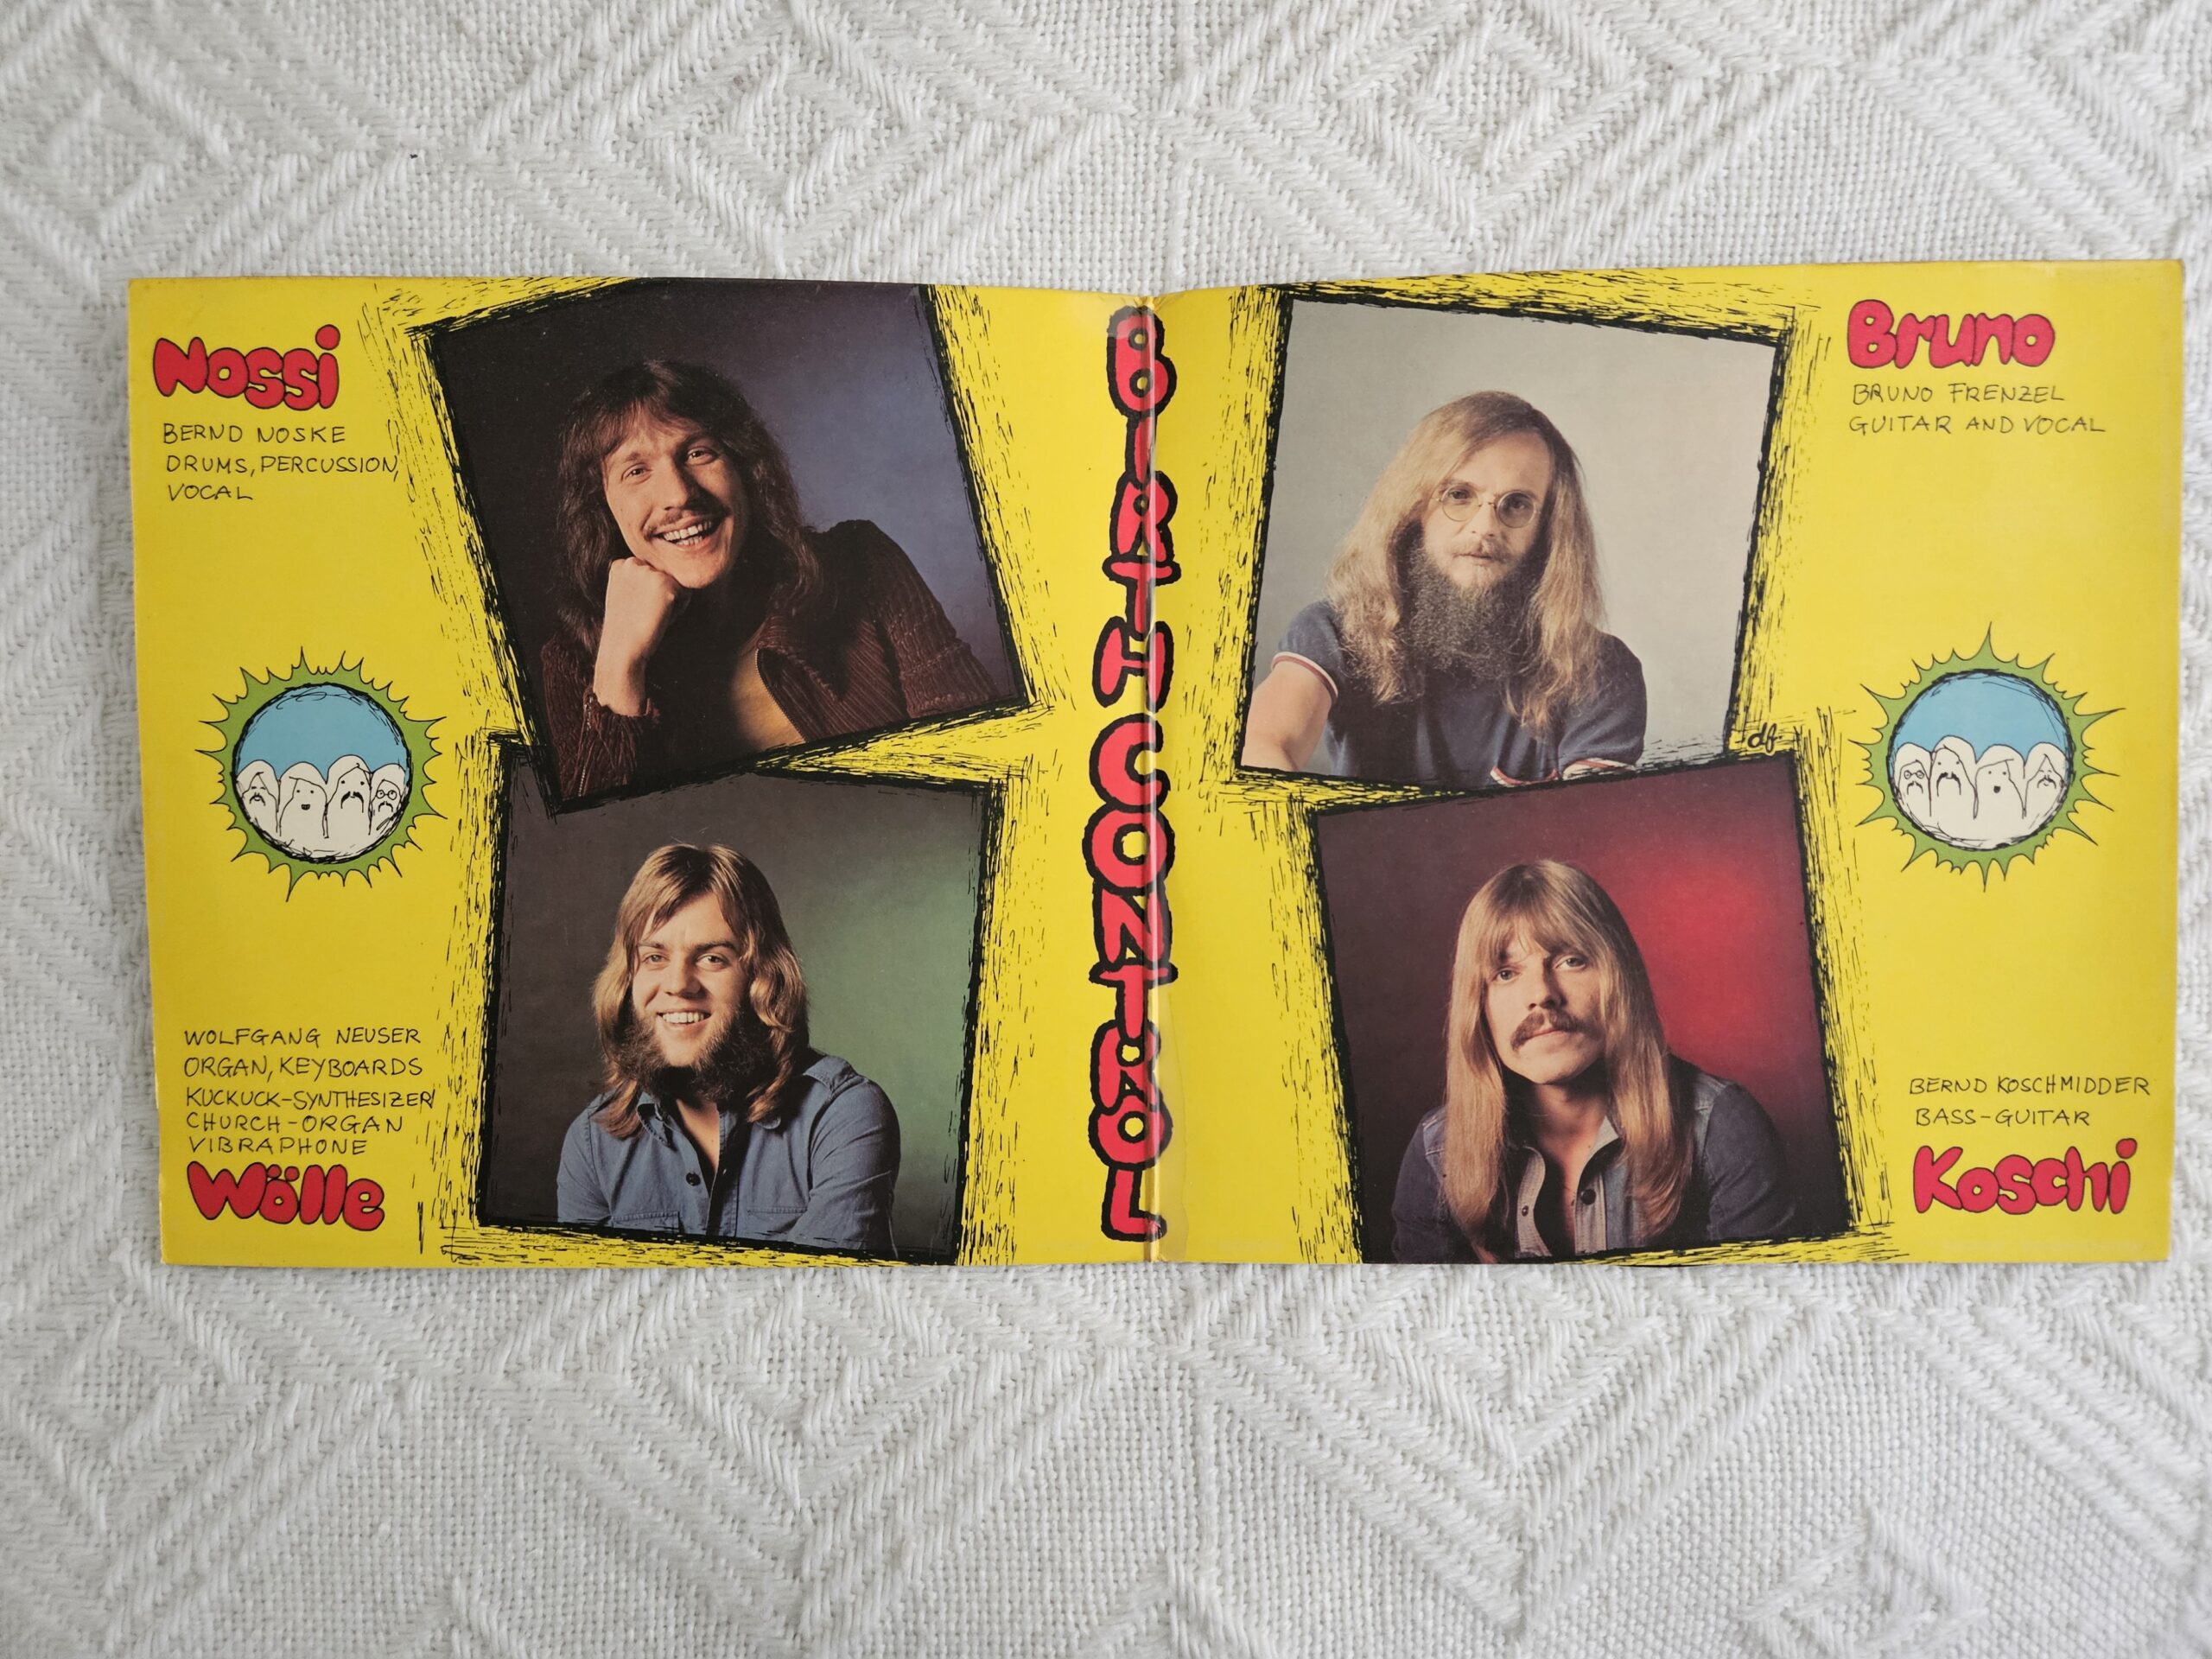 Nossi
BERND NOSKE
DRUMS, PERCUSSION,
VOCAL
WOLFGANG NEUSER
ORGAN, KEYBOARDS
KUCKUCK-SYNTHESIZER/
CHURCH-ORGAN
VIBRAPHONE
Wölle
BIRTH CONTROL
Bruno
BRUNO FRENZEL
GUITAR AND VOCAL
df
BERND KOSCHMIDDER
BASS-GUITAR
Koschi